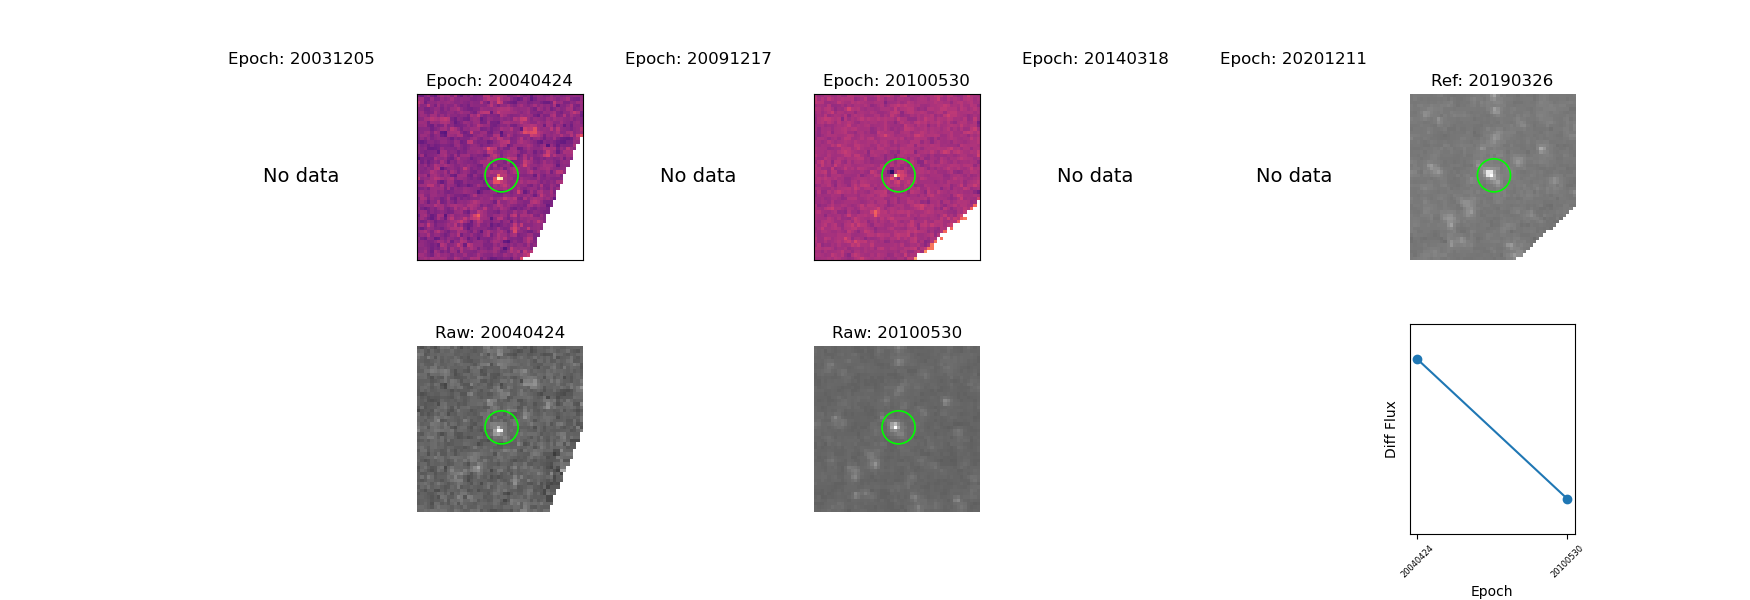 Epoch: 20031205
Epoch: 20091217
Epoch: 20140318
Epoch: 20201211
Epoch: 20040424
Epoch: 20100530
Ref: 20190326
No data
No data
No data
No data
Raw: 20040424
Raw: 20100530
Diff Flux
20040424
20100530
Epoch